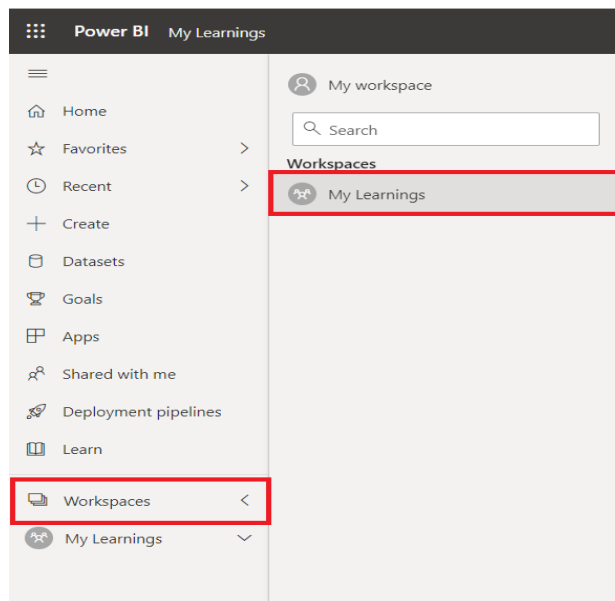 Power BI My Learnings
Home
Favorites
Recent
Create
Datasets
Goals
Apps
Shared with me
Deployment pipelines
Learn
Workspaces
My Learnings
My workspace
Search
Workspaces
My Learnings